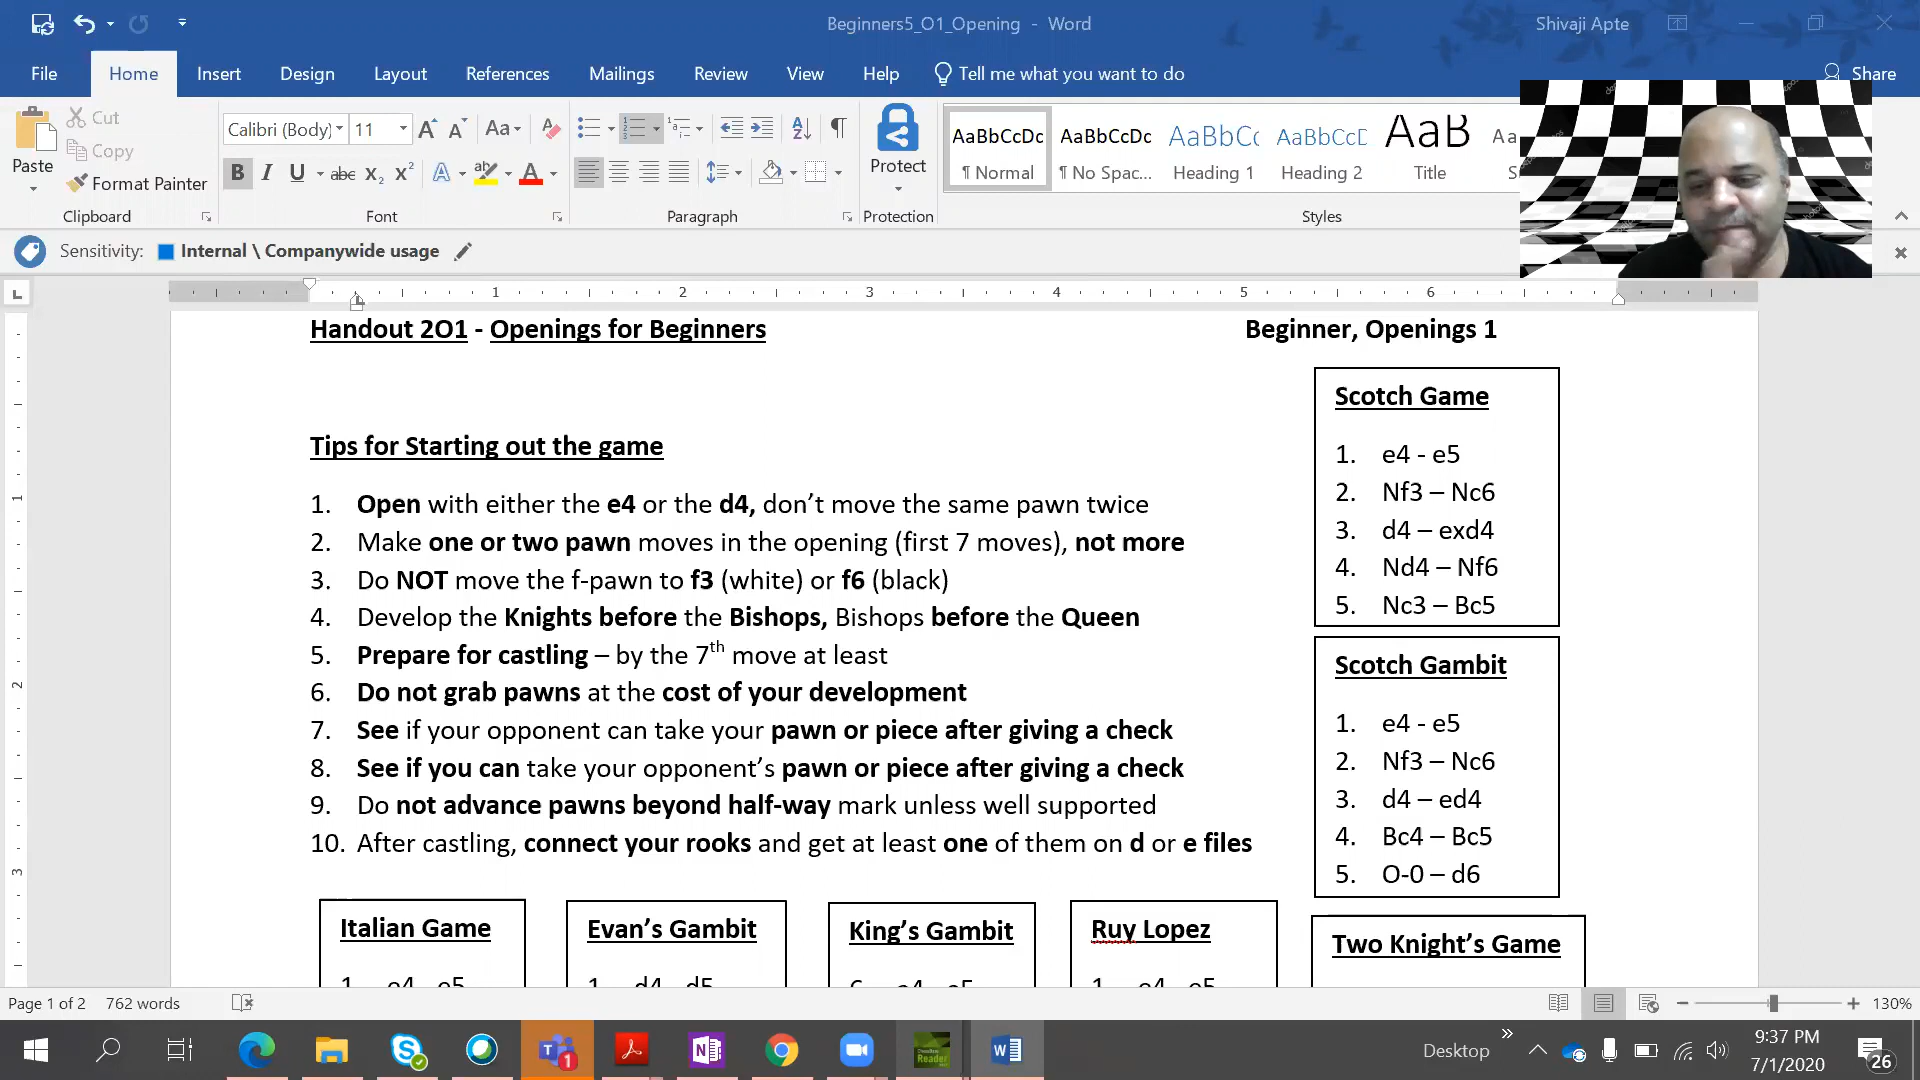 Beginners5_O1_Opening - Word
Shivaji Apte
File Home Insert Design Layout References Mailings Review View Help Tell me what you want to do Share
Paste
Cut
Copy
Format Painter
Clipboard
Calibri (Body) 11
Font
Paragraph
Protect
Protection
AaBbCcDc
¶ Normal
AaBbCcDc
¶ No Spac...
AaBbCc
Heading 1
AaBbCcD
Heading 2
AaB
Title
Styles
Sensitivity: Internal \ Companywide usage
1 2 3 4 5 6
Handout 2O1 - Openings for Beginners
Beginner, Openings 1
Tips for Starting out the game
1. Open with either the e4 or the d4, don’t move the same pawn twice
2. Make one or two pawn moves in the opening (first 7 moves), not more
3. Do NOT move the f-pawn to f3 (white) or f6 (black)
4. Develop the Knights before the Bishops, Bishops before the Queen
5. Prepare for castling – by the 7th move at least
6. Do not grab pawns at the cost of your development
7. See if your opponent can take your pawn or piece after giving a check
8. See if you can take your opponent’s pawn or piece after giving a check
9. Do not advance pawns beyond half-way mark unless well supported
10. After castling, connect your rooks and get at least one of them on d or e files
Scotch Game
1. e4 - e5
2. Nf3 – Nc6
3. d4 – exd4
4. Nd4 – Nf6
5. Nc3 – Bc5
Scotch Gambit
1. e4 - e5
2. Nf3 – Nc6
3. d4 – ed4
4. Bc4 – Bc5
5. O-0 – d6
Italian Game
Evan’s Gambit
King’s Gambit
Ruy Lopez
Two Knight’s Game
Page 1 of 2 762 words
130%
Desktop
9:37 PM
7/1/2020
26